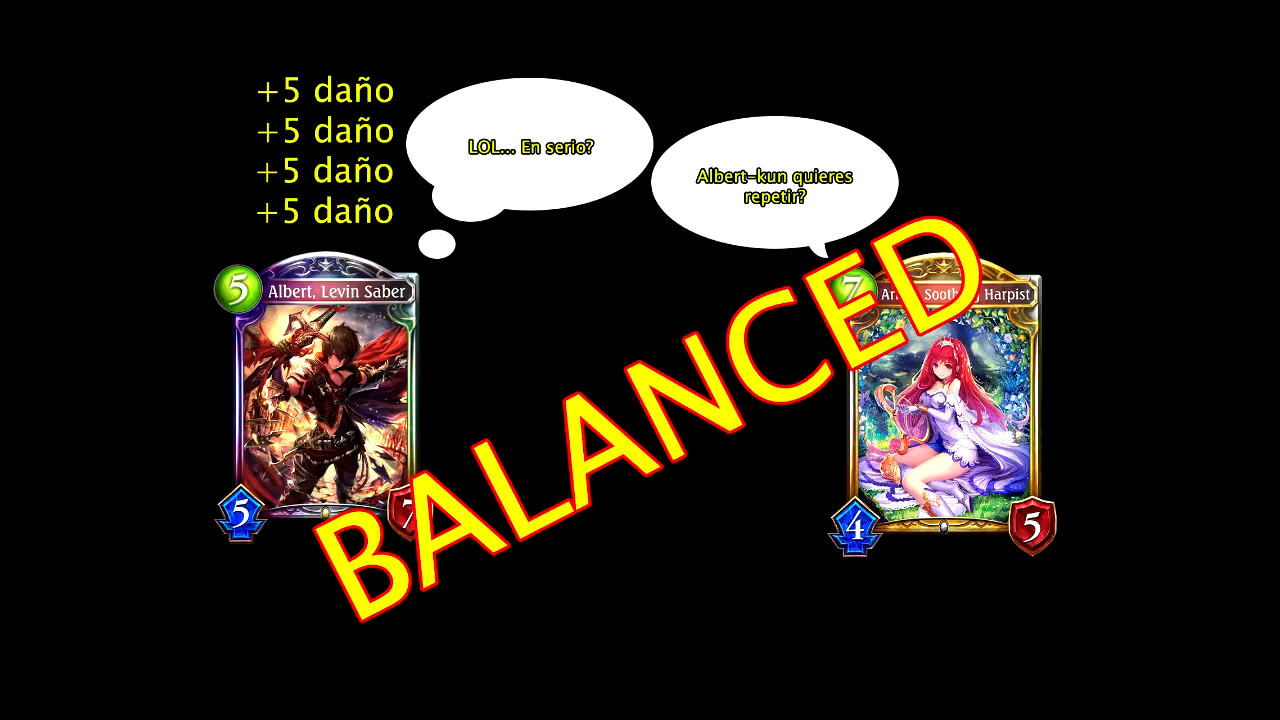 +5 daño
+5 daño
+5 daño
+5 daño
LOL... En serio?
Albert-kun quieres
repetir?
5
Albert, Levin Saber
5
7
7
Harpist
4
5
BALANCED